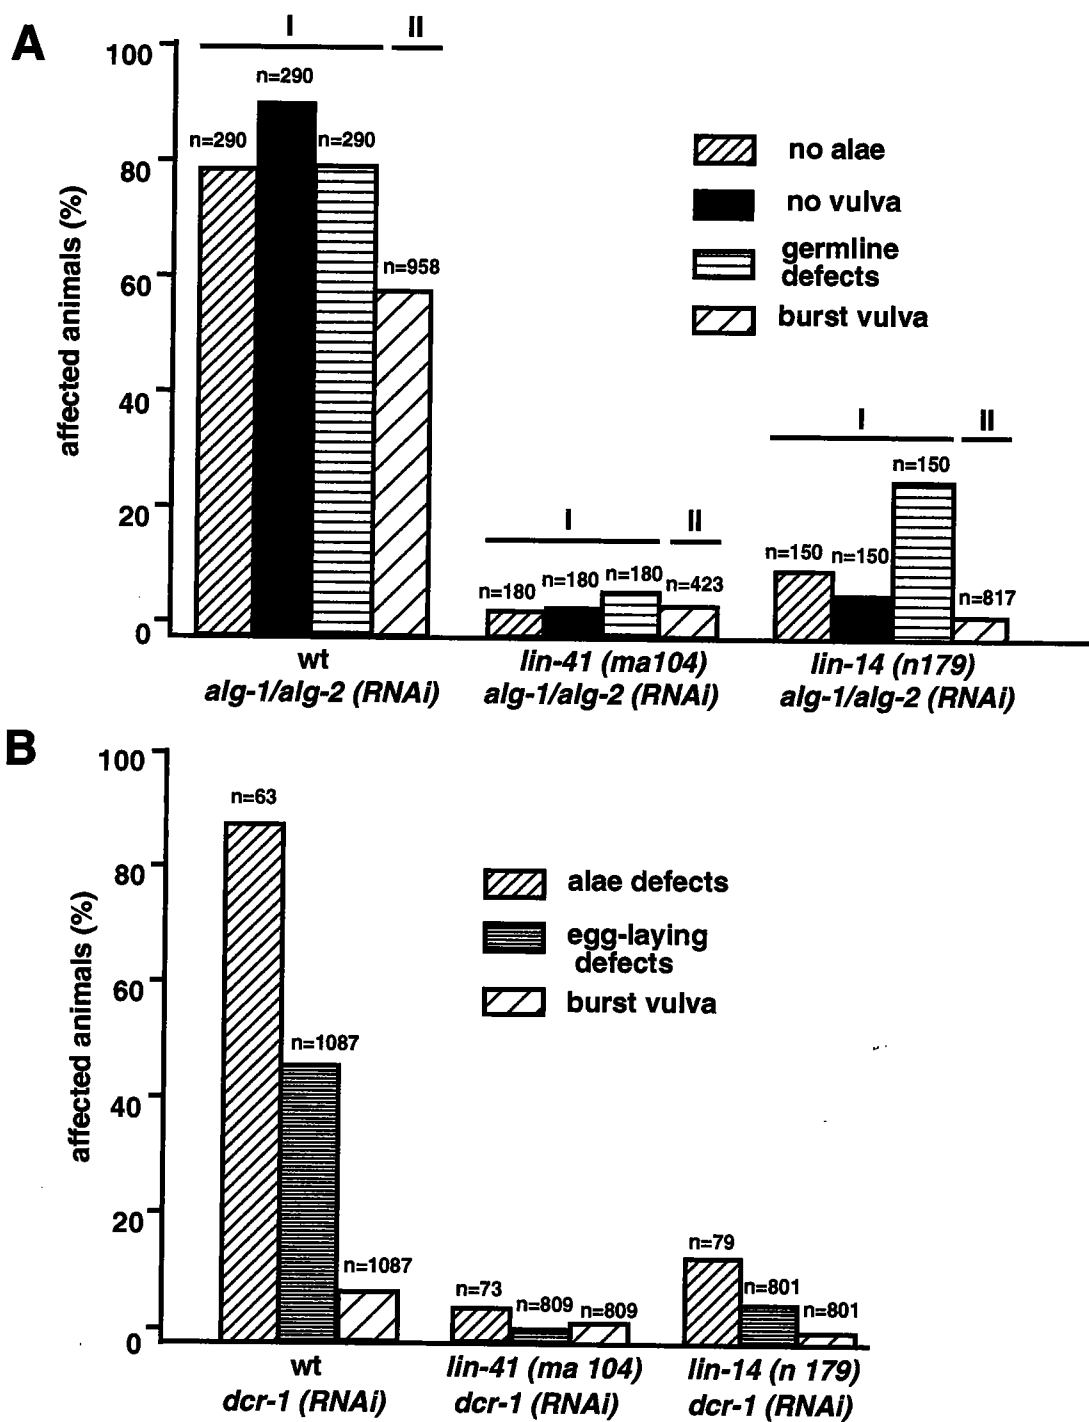 A
I II
100
n=290
n=290 n=290
80
no alae
no vulva
germline
defects
burst vulva
n=958
60
40
20
0
affected animals (%)
I II
n=180 n=180 n=180 n=423
I II
n=150
n=150 n=150
n=817
wt
alg-1/alg-2 (RNAi)
lin-41 (ma104)
alg-1/alg-2 (RNAi)
lin-14 (n179)
alg-1/alg-2 (RNAi)
B
100
n=63
80
alae defects
egg-laying
defects
burst vulva
60
n=1087
40
20
n=1087
0
affected animals (%)
n=73 n=809 n=809
n=79
n=801
n=801
wt
dcr-1 (RNAi)
lin-41 (ma 104)
dcr-1 (RNAi)
lin-14 (n 179)
dcr-1 (RNAi)